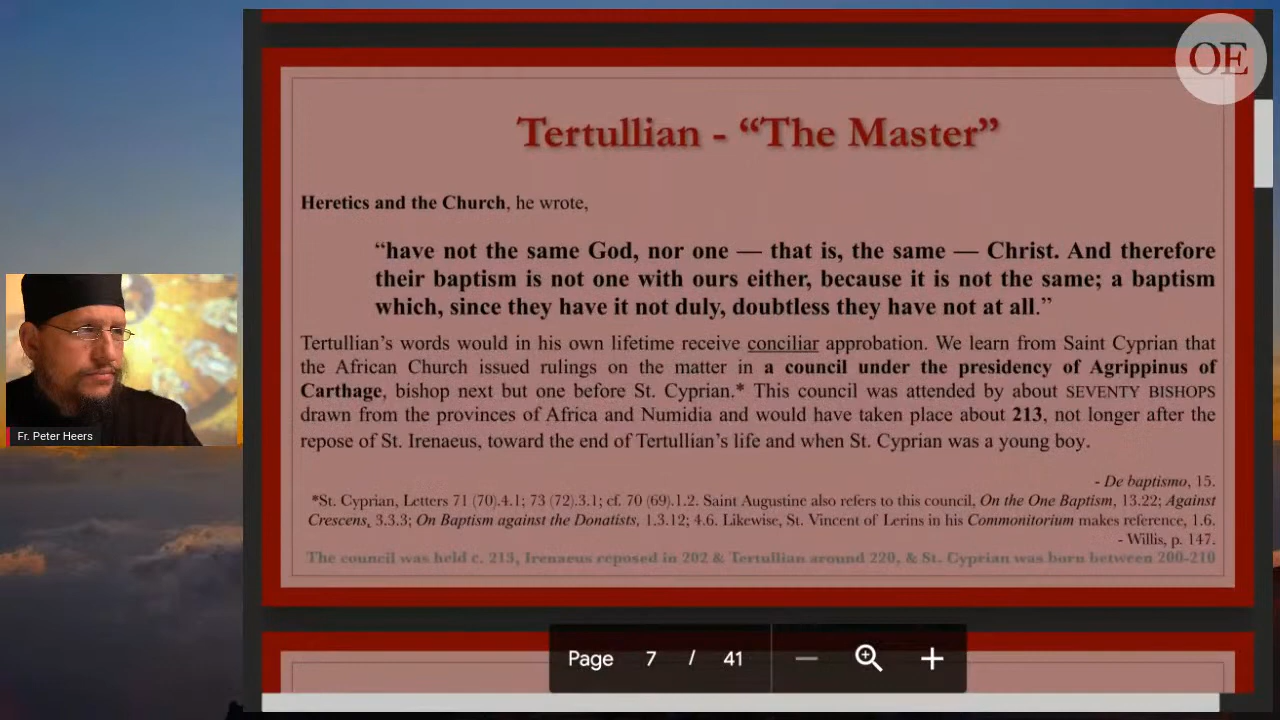 OE
Tertullian - “The Master”
Heretics and the Church, he wrote,
“have not the same God, nor one — that is, the same — Christ. And therefore
their baptism is not one with ours either, because it is not the same; a baptism
which, since they have it not duly, doubtless they have not at all.”
Tertullian’s words would in his own lifetime receive conciliar approbation. We learn from Saint Cyprian that
the African Church issued rulings on the matter in a council under the presidency of Agrippinus of
Carthage, bishop next but one before St. Cyprian.* This council was attended by about SEVENTY BISHOPS
drawn from the provinces of Africa and Numidia and would have taken place about 213, not longer after the
repose of St. Irenaeus, toward the end of Tertullian’s life and when St. Cyprian was a young boy.
- De baptismo, 15.
*St. Cyprian, Letters 71 (70).4.1; 73 (72).3.1; cf. 70 (69).1.2. Saint Augustine also refers to this council, On the One Baptism, 13.22; Against
Crescens, 3.3.3; On Baptism against the Donatists, 1.3.12; 4.6. Likewise, St. Vincent of Lerins in his Commonitorium makes reference, 1.6.
- Willis, p. 147.
The council was held c. 213, Irenaeus reposed in 202 & Tertullian around 220, & St. Cyprian was born between 200-210
Fr. Peter Heers
Page 7 / 41